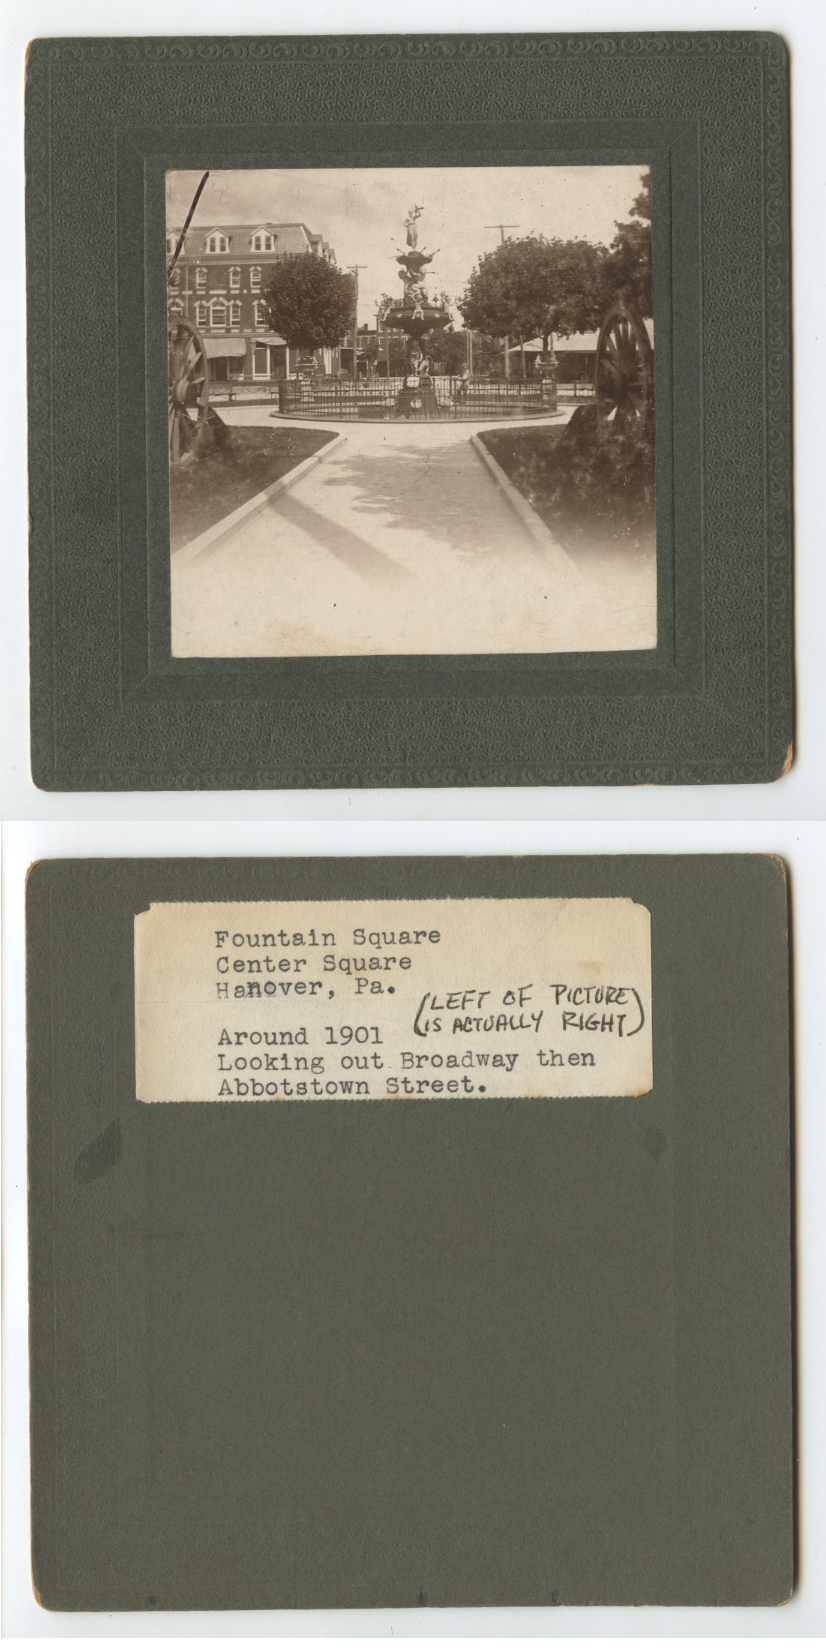 Fountain Square
Center Square
Hanover, Pa.
(LEFT OF PICTURE
IS ACTUALLY RIGHT)
Around 1901
Looking out Broadway then
Abbotstown Street.